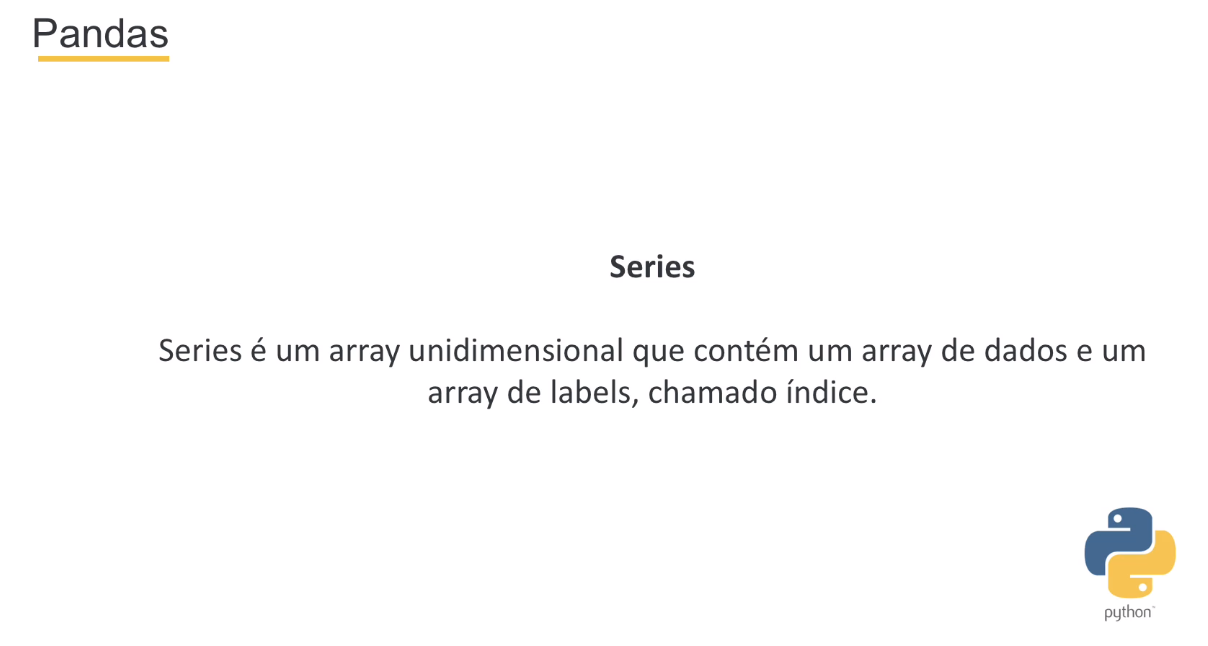 Pandas
Series
Series é um array unidimensional que contém um array de dados e um
array de labels, chamado índice.
python